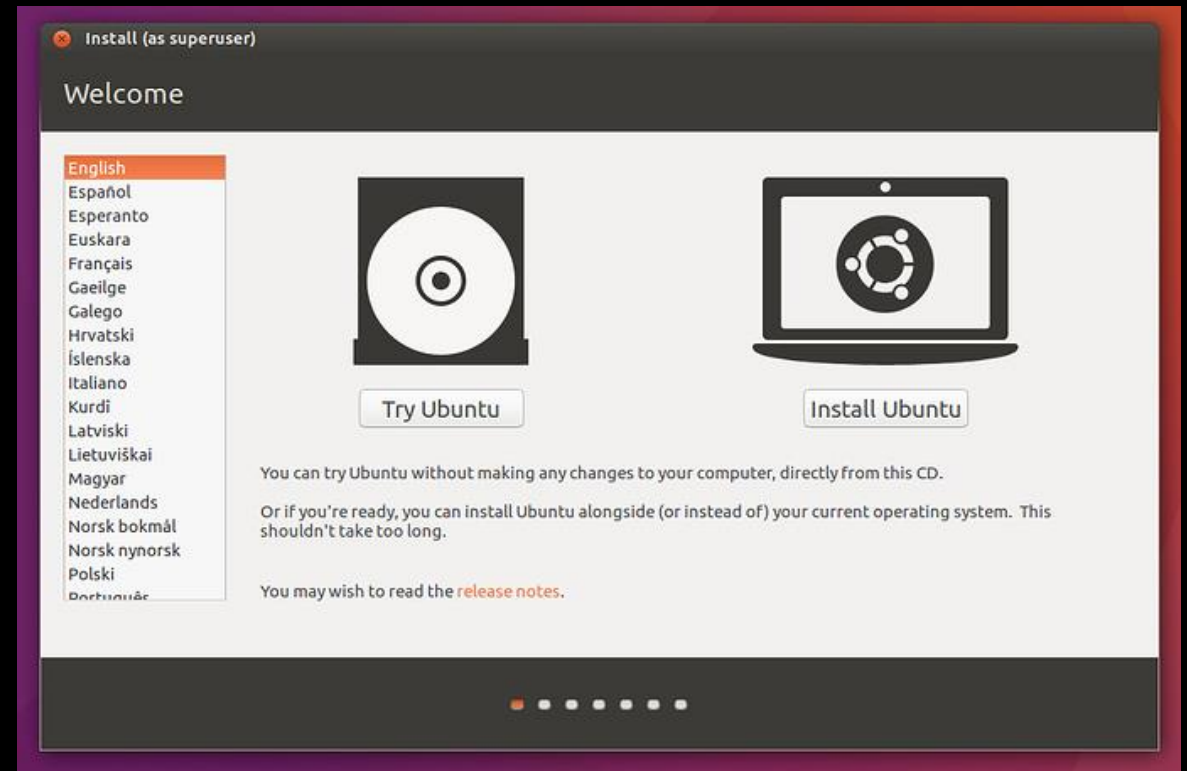 Install (as superuser)
Welcome
English
Español
Esperanto
Euskara
Français
Gaeilge
Galego
Hrvatski
Íslenska
Italiano
Kurdî
Latviski
Lietuviškai
Magyar
Nederlands
Norsk bokmål
Norsk nynorsk
Polski
Português
Try Ubuntu
Install Ubuntu
You can try Ubuntu without making any changes to your computer, directly from this CD.
Or if you're ready, you can install Ubuntu alongside (or instead of) your current operating system. This
shouldn't take too long.
You may wish to read the release notes.